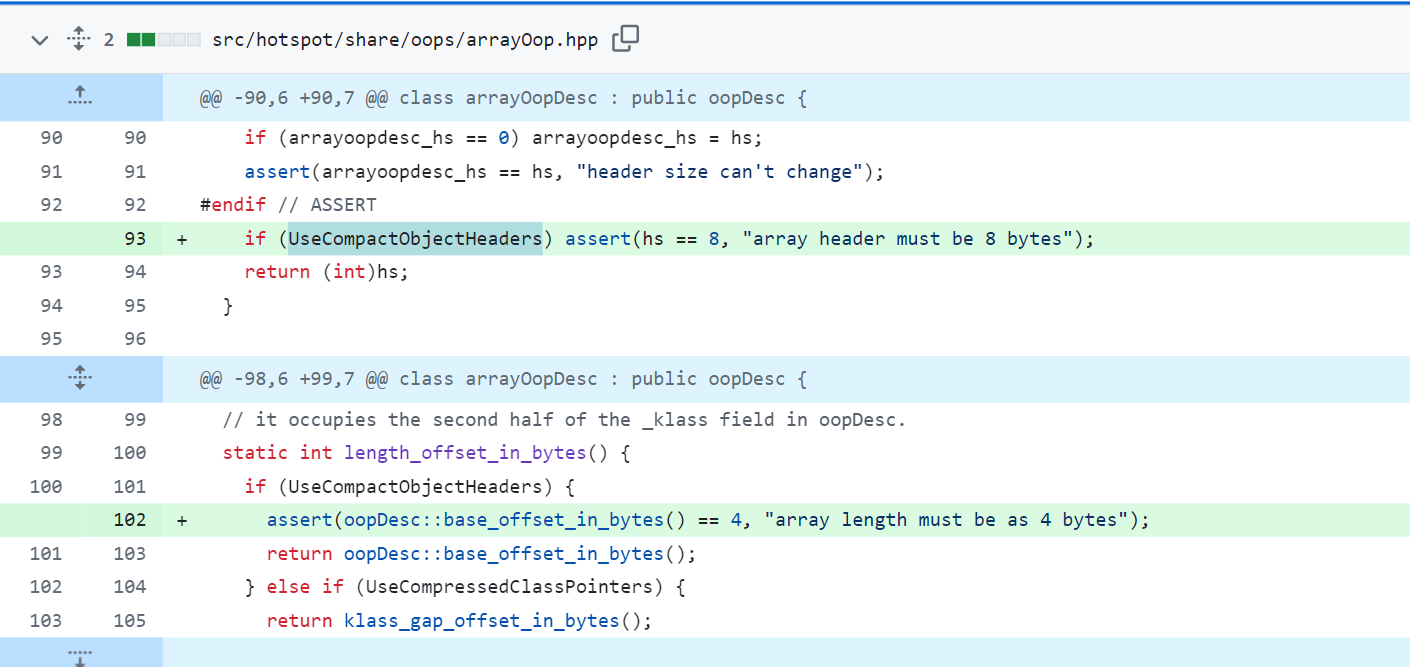 2 src/hotspot/share/oops/arrayOop.hpp
@@ -90,6 +90,7 @@ class arrayOopDesc : public oopDesc {
90 90 if (arrayoopdesc_hs == 0) arrayoopdesc_hs = hs;
91 91 assert(arrayoopdesc_hs == hs, "header size can't change");
92 92 #endif // ASSERT
93 + if (UseCompactObjectHeaders) assert(hs == 8, "array header must be 8 bytes");
93 94 return (int)hs;
94 95 }
95 96
@@ -98,6 +99,7 @@ class arrayOopDesc : public oopDesc {
98 99 // it occupies the second half of the _klass field in oopDesc.
99 100 static int length_offset_in_bytes() {
100 101 if (UseCompactObjectHeaders) {
102 + assert(oopDesc::base_offset_in_bytes() == 4, "array length must be as 4 bytes");
101 103 return oopDesc::base_offset_in_bytes();
102 104 } else if (UseCompressedClassPointers) {
103 105 return klass_gap_offset_in_bytes();